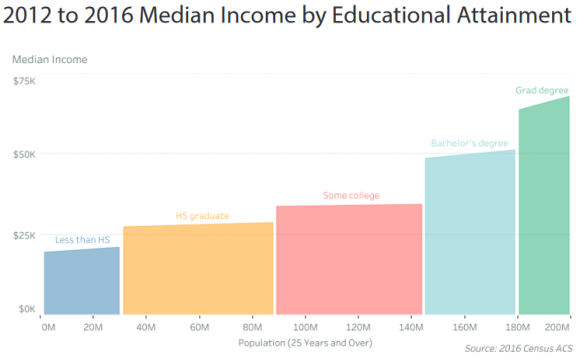 2012 to 2016 Median Income by Educational Attainment
Median Income
$75K
Grad degree
$50K
Bachelor's degree
Some college
HS graduate
$25K
Less than HS
$0K
0M 20M 40M 60M 80M 100M 120M 140M 160M 180M 200M
Population (25 Years and Over)
Source: 2016 Census ACS